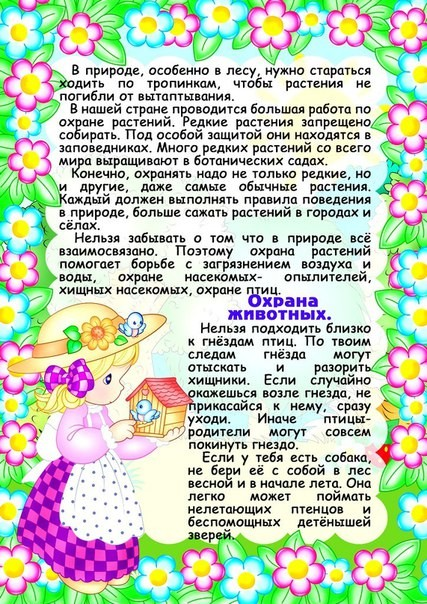 В природе, особенно в лесу, нужно стараться
ходить по тропинкам, чтобы растения не
погибли от вытаптывания.
В нашей стране проводится большая работа по
охране растений. Редкие растения запрещено
собирать. Под особой защитой они находятся в
заповедниках. Много редких растений со всего
мира выращивают в ботанических садах.
Конечно, охранять надо не только редкие, но
и другие, даже самые обычные растения.
Каждый должен выполнять правила поведения
в природе, больше сажать растений в городах и
сёлах.
Нельзя забывать о том что в природе всё
взаимосвязано. Поэтому охрана растений
помогает борьбе с загрязнением воздуха и
воды, охране насекомых- опылителей,
хищных насекомых, охране птиц.
Охрана
животных.
Нельзя подходить близко
к гнёздам птиц. По твоим
следам гнёзда могут
отыскать и разорить
хищники. Если случайно
окажешься возле гнезда, не
прикасайся к нему, сразу
уходи. Иначе птицы-
родители могут совсем
покинуть гнездо.
Если у тебя есть собака,
не бери её с собой в лес
весной и в начале лета. Она
легко может поймать
нелетающих птенцов и
беспомощных детёнышей
зверей.